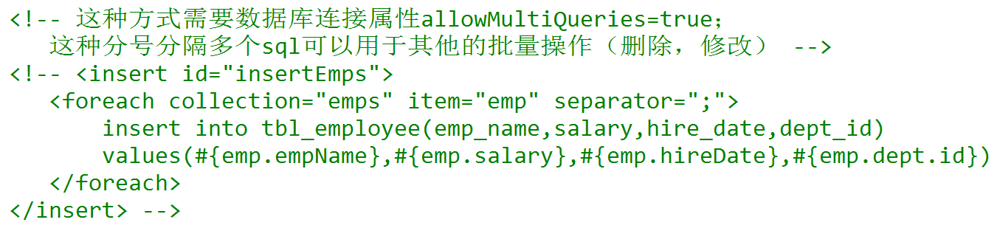 <!-- 这种方式需要数据库连接属性allowMultiQueries=true;
这种分号分隔多个sql可以用于其他的批量操作（删除，修改） -->
<!-- <insert id="insertEmps">
<foreach collection="emps" item="emp" separator=";">
insert into tbl_employee(emp_name,salary,hire_date,dept_id)
values(#{emp.empName},#{emp.salary},#{emp.hireDate},#{emp.dept.id})
</foreach>
</insert> -->